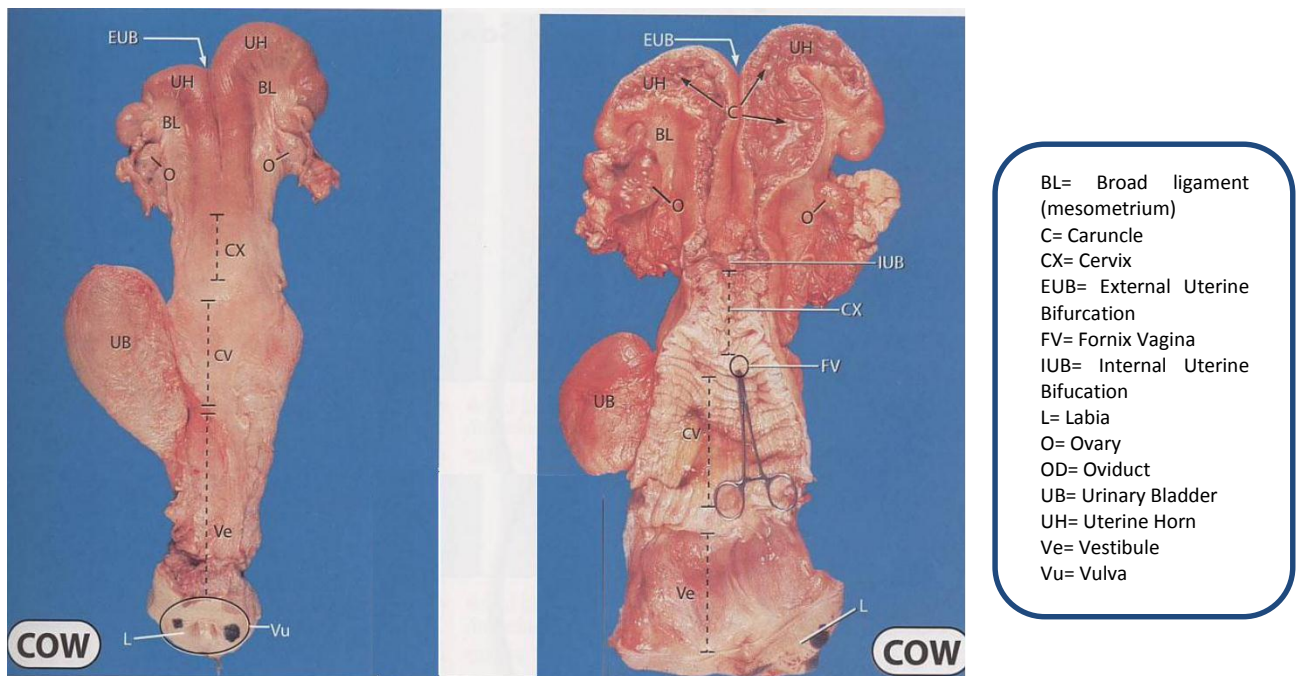 EUB
UH
UH
BL
BL
O
O
CX
UB
CV
Ve
L
Vu
COW
EUB
UH
UH
C
BL
O
O
IUB
CX
FV
UB
CV
Ve
L
COW
BL= Broad ligament
(mesometrium)
C= Caruncle
CX= Cervix
EUB= External Uterine
Bifurcation
FV= Fornix Vagina
IUB= Internal Uterine
Bifucation
L= Labia
O= Ovary
OD= Oviduct
UB= Urinary Bladder
UH= Uterine Horn
Ve= Vestibule
Vu= Vulva